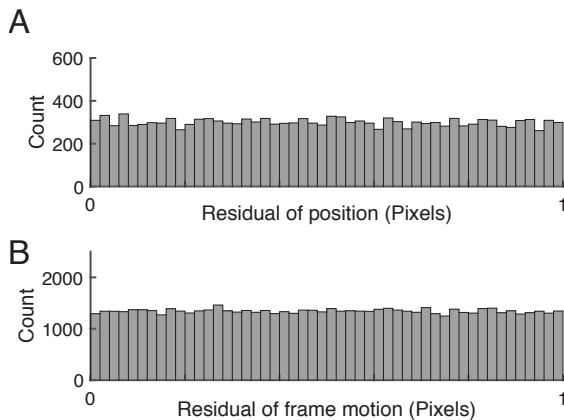 A
600
400
200
0
Count
0
1
Residual of position (Pixels)
B
2000
1000
0
Count
0
1
Residual of frame motion (Pixels)